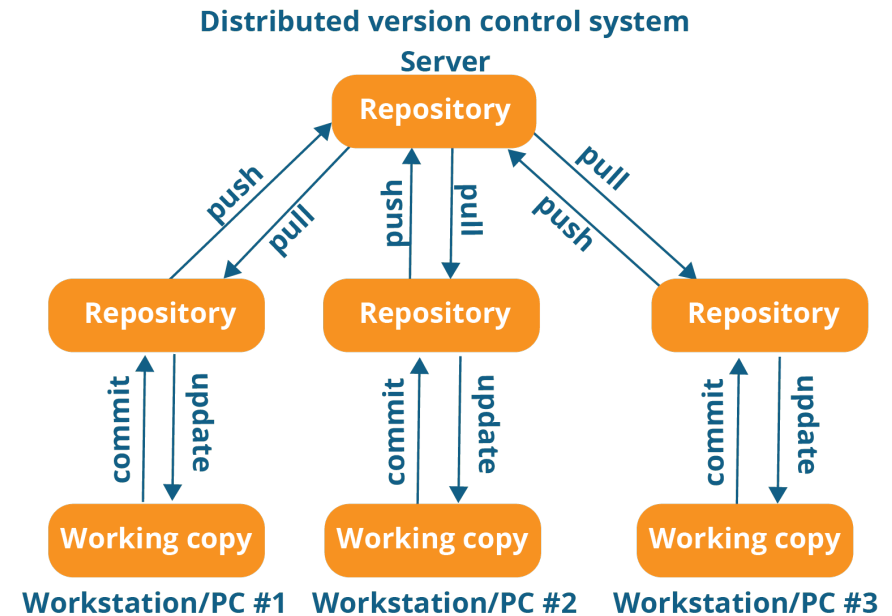 Distributed version control system
Server
Repository
push
pull
push
pull
push
pull
Repository
Repository
Repository
commit
update
commit
update
commit
update
Working copy
Working copy
Working copy
Workstation/PC #1
Workstation/PC #2
Workstation/PC #3